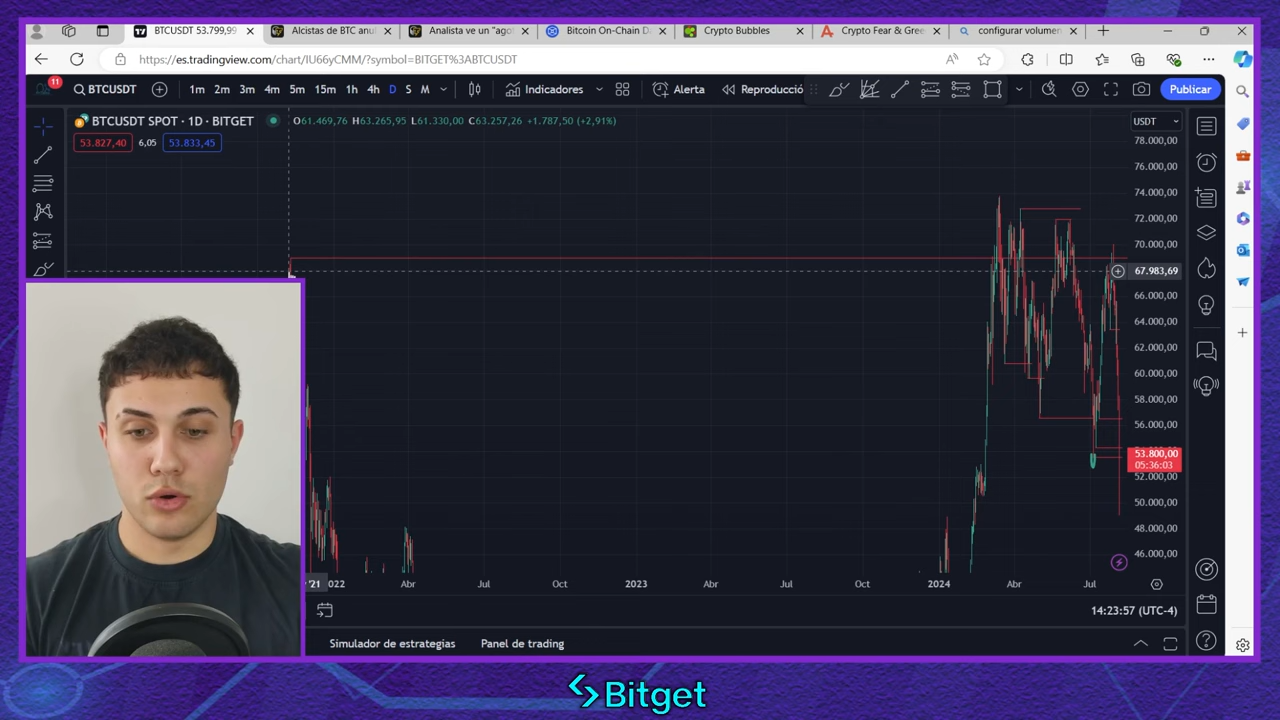 BTCUSDT 53.799,99
Alcistas de BTC anul
Analista ve un "ago
Bitcoin On-Chain D
Crypto Bubbles
Crypto Fear & Gree
configurar volumen
https://es.tradingview.com/chart/IU66yCMM/?symbol=BITGET%3ABTCUSDT
11
BTCUSDT
1m 2m 3m 4m 5m 15m 1h 4h D S M
Indicadores
Alerta
Reproducció
Publicar
BTCUSDT SPOT · 1D · BITGET
O61.469,76 H63.265,95 L61.330,00 C63.257,26 +1.787,50 (+2,91%)
USDT
53.827,40 6,05 53.833,45
78.000,00
74.000,00
72.000,00
70.000,00
67.983,69
66.000,00
64.000,00
62.000,00
60.000,00
58.000,00
56.000,00
53.800,00
05:36:03
52.000,00
50.000,00
48.000,00
46.000,00
'21 2022 Abr Jul Oct 2023 Abr Jul Oct 2024 Abr Jul
14:23:57 (UTC-4)
Simulador de estrategias Panel de trading
Bitget